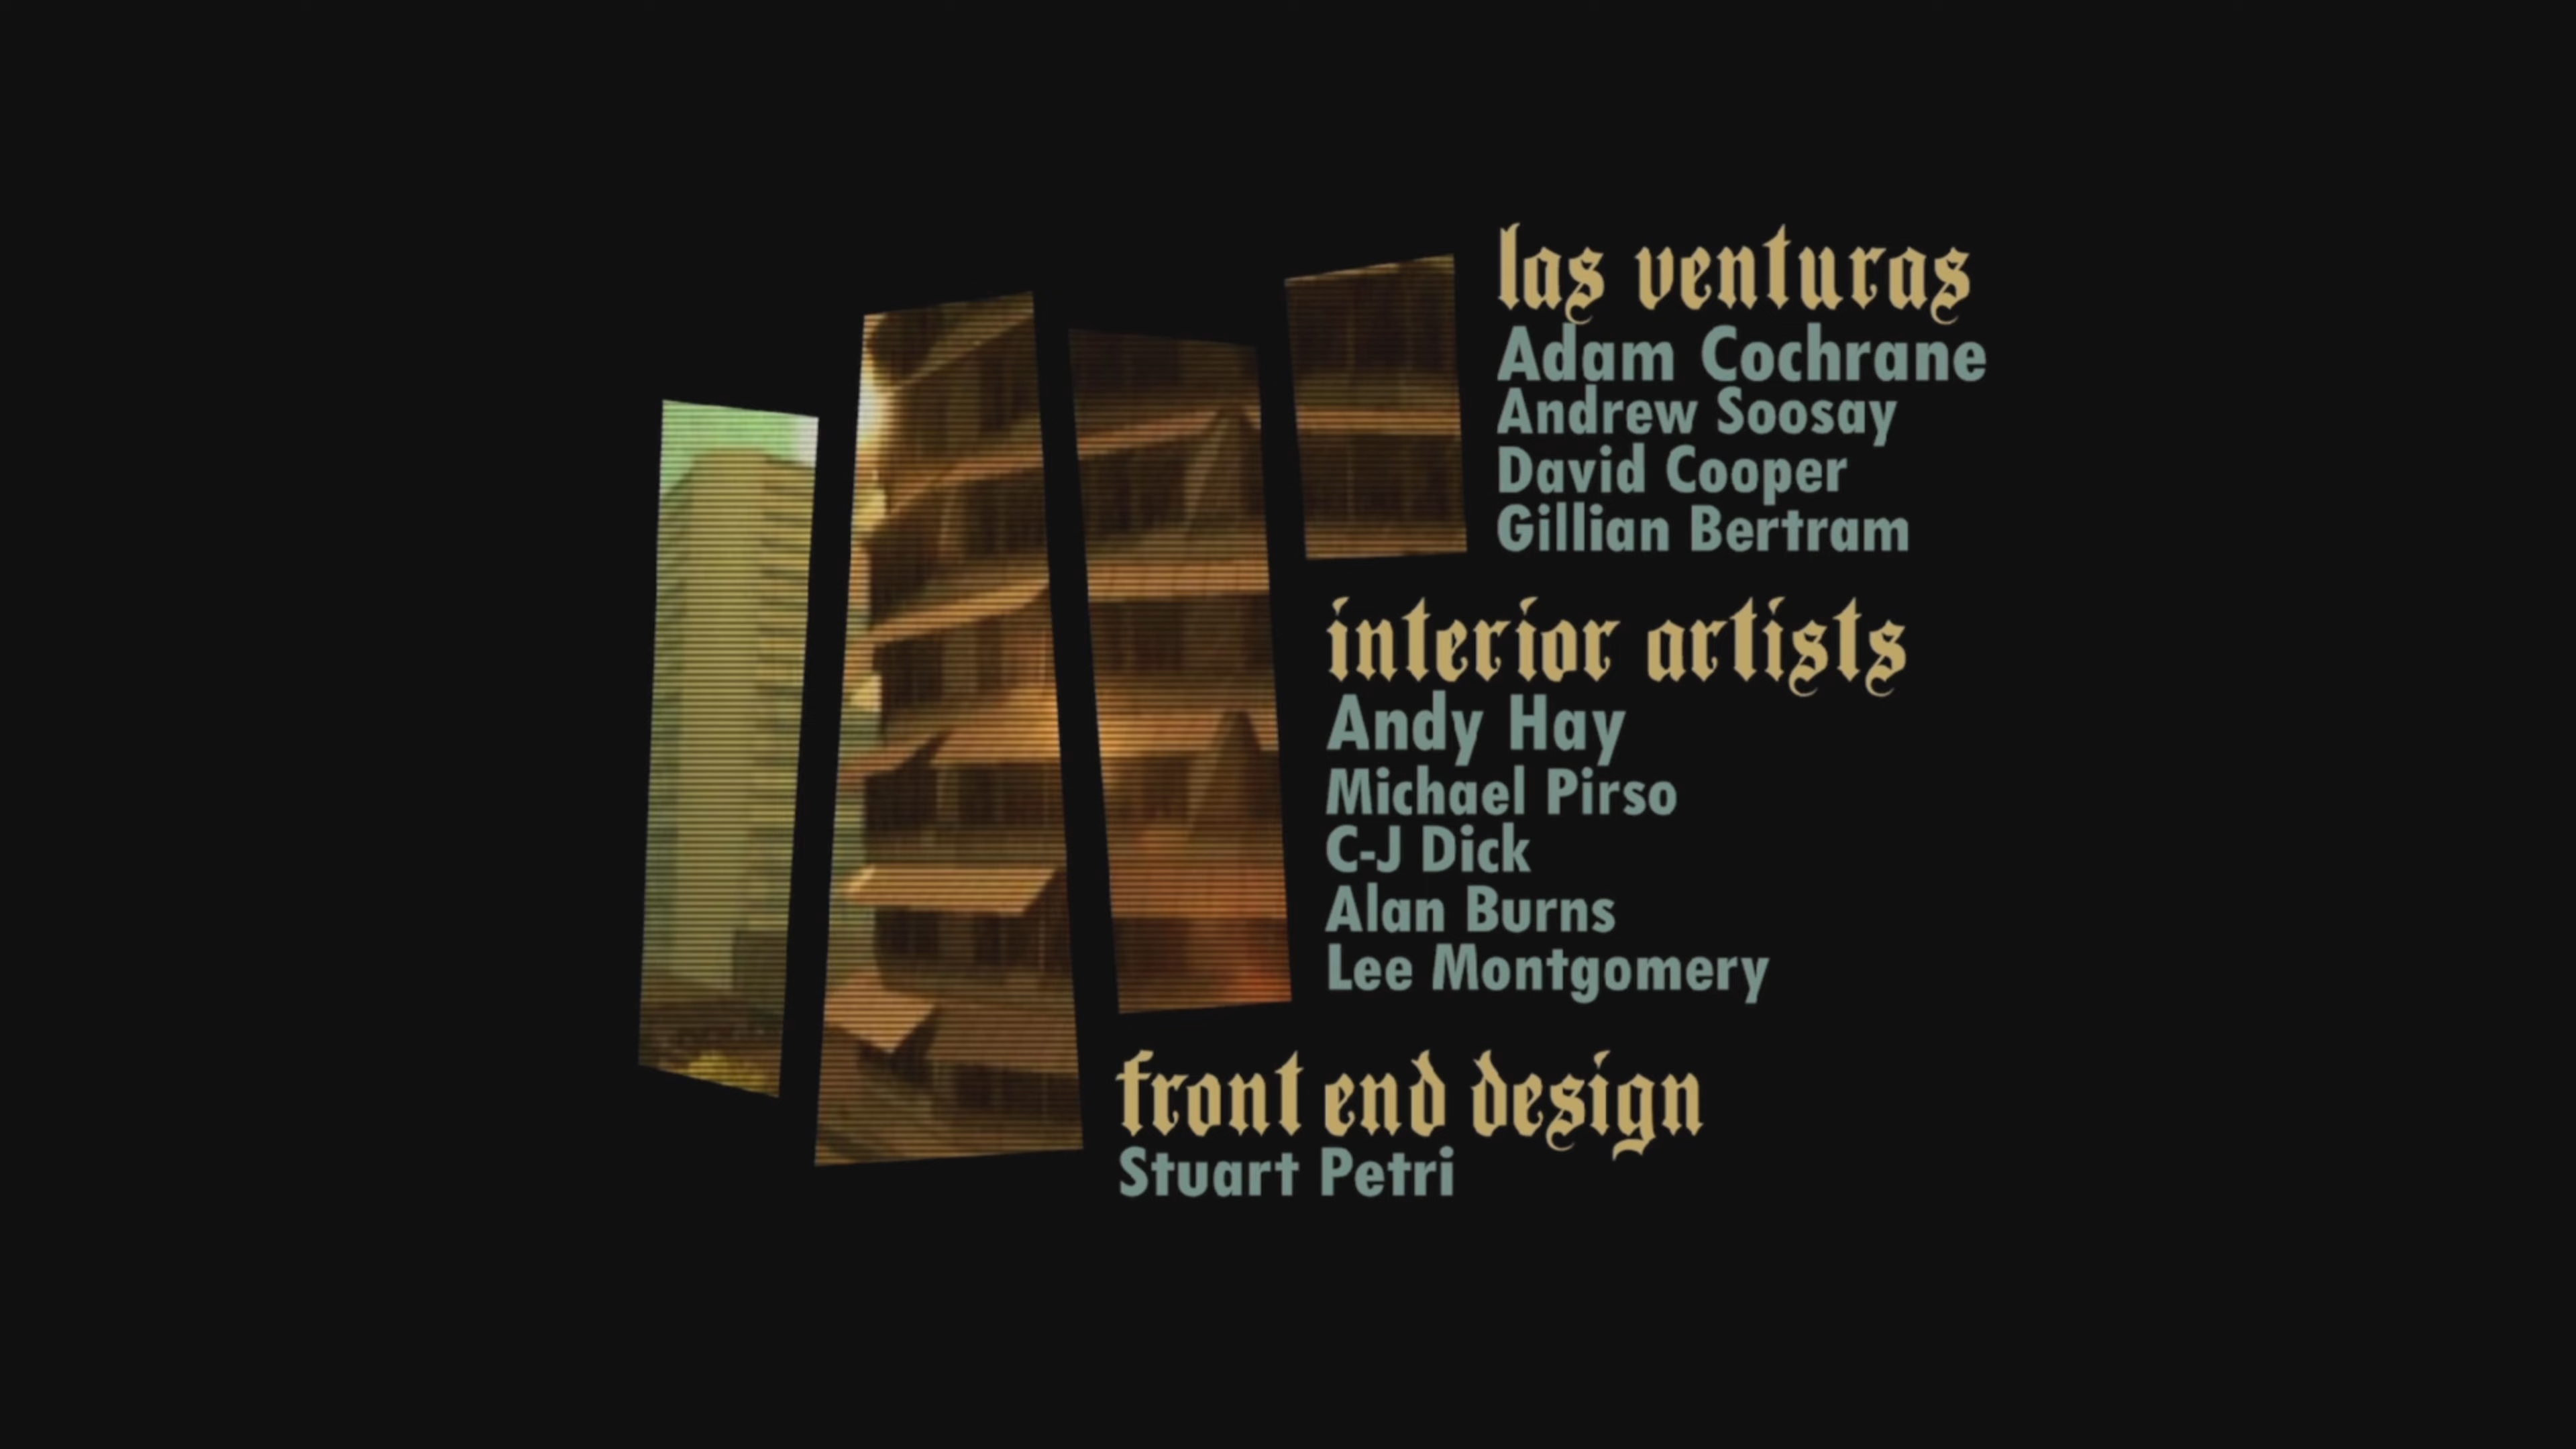 las venturas
Adam Cochrane
Andrew Soosay
David Cooper
Gillian Bertram
interior artists
Andy Hay
Michael Pirso
C-J Dick
Alan Burns
Lee Montgomery
front end design
Stuart Petri